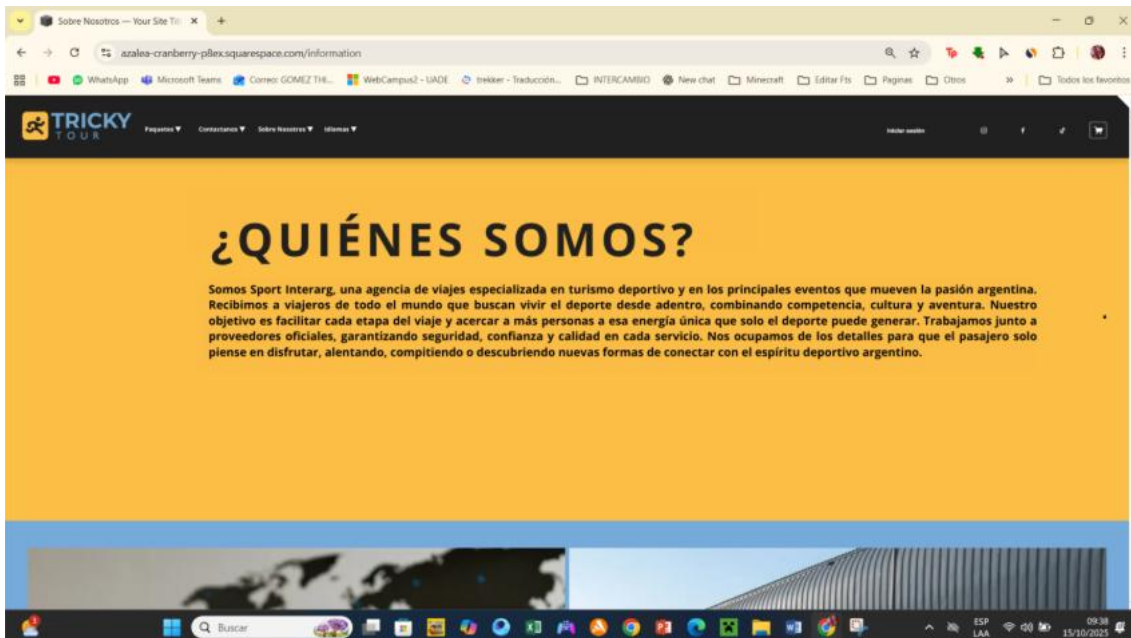 Sobre Nosotros — Your Site Tit
azalea-cranberry-p8ex.squarespace.com/information
WhatsApp
Microsoft Teams
Correo: GOMEZ THI...
WebCampus2 - UADE
trekker - Traducción...
INTERCAMBIO
New chat
Minecraft
Editar Fts
Paginas
Otros
»
Todos los favoritos
TRICKY
TOUR
Paquetes ▼
Contactanos ▼
Sobre Nosotros ▼
Idiomas ▼
Iniciar sesión
¿QUIÉNES SOMOS?
Somos Sport Interarg, una agencia de viajes especializada en turismo deportivo y en los principales eventos que mueven la pasión argentina.
Recibimos a viajeros de todo el mundo que buscan vivir el deporte desde adentro, combinando competencia, cultura y aventura. Nuestro
objetivo es facilitar cada etapa del viaje y acercar a más personas a esa energía única que solo el deporte puede generar. Trabajamos junto a
proveedores oficiales, garantizando seguridad, confianza y calidad en cada servicio. Nos ocupamos de los detalles para que el pasajero solo
piense en disfrutar, alentando, compitiendo o descubriendo nuevas formas de conectar con el espíritu deportivo argentino.
Buscar
ESP
LAA
09:38
15/10/2025